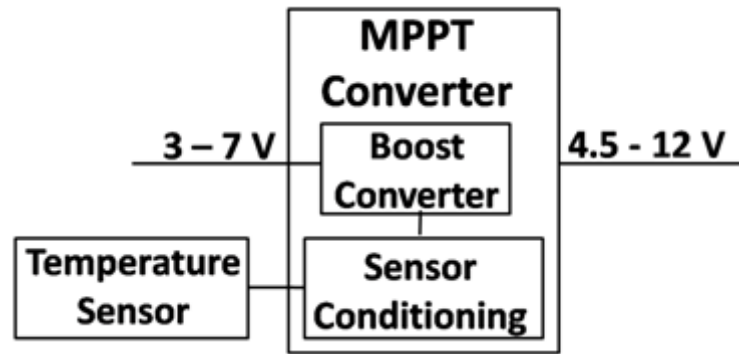 MPPT
Converter
3 – 7 V
Boost
Converter
4.5 - 12 V
Temperature
Sensor
Sensor
Conditioning